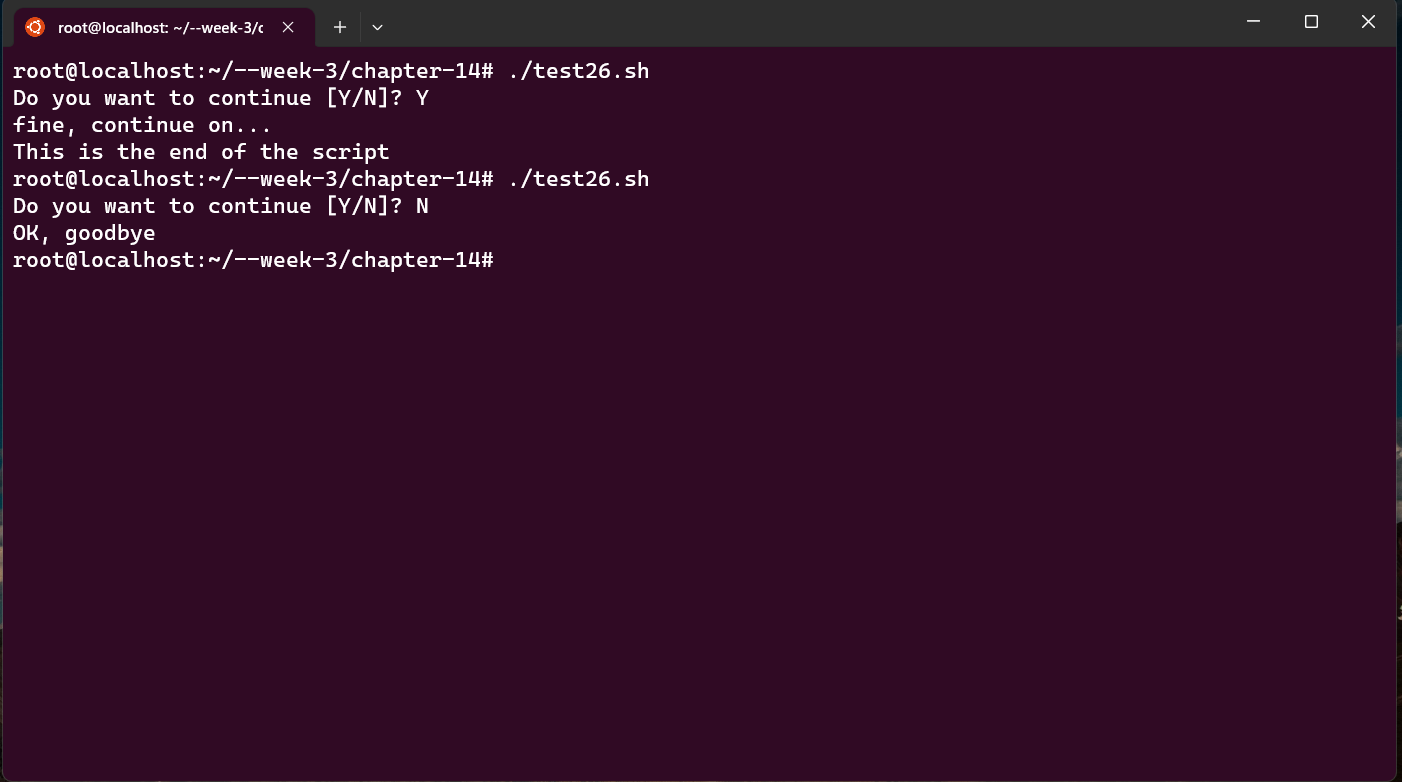 root@localhost: ~/--week-3/c
root@localhost:~/--week-3/chapter-14# ./test26.sh
Do you want to continue [Y/N]? Y
fine, continue on...
This is the end of the script
root@localhost:~/--week-3/chapter-14# ./test26.sh
Do you want to continue [Y/N]? N
OK, goodbye
root@localhost:~/--week-3/chapter-14#